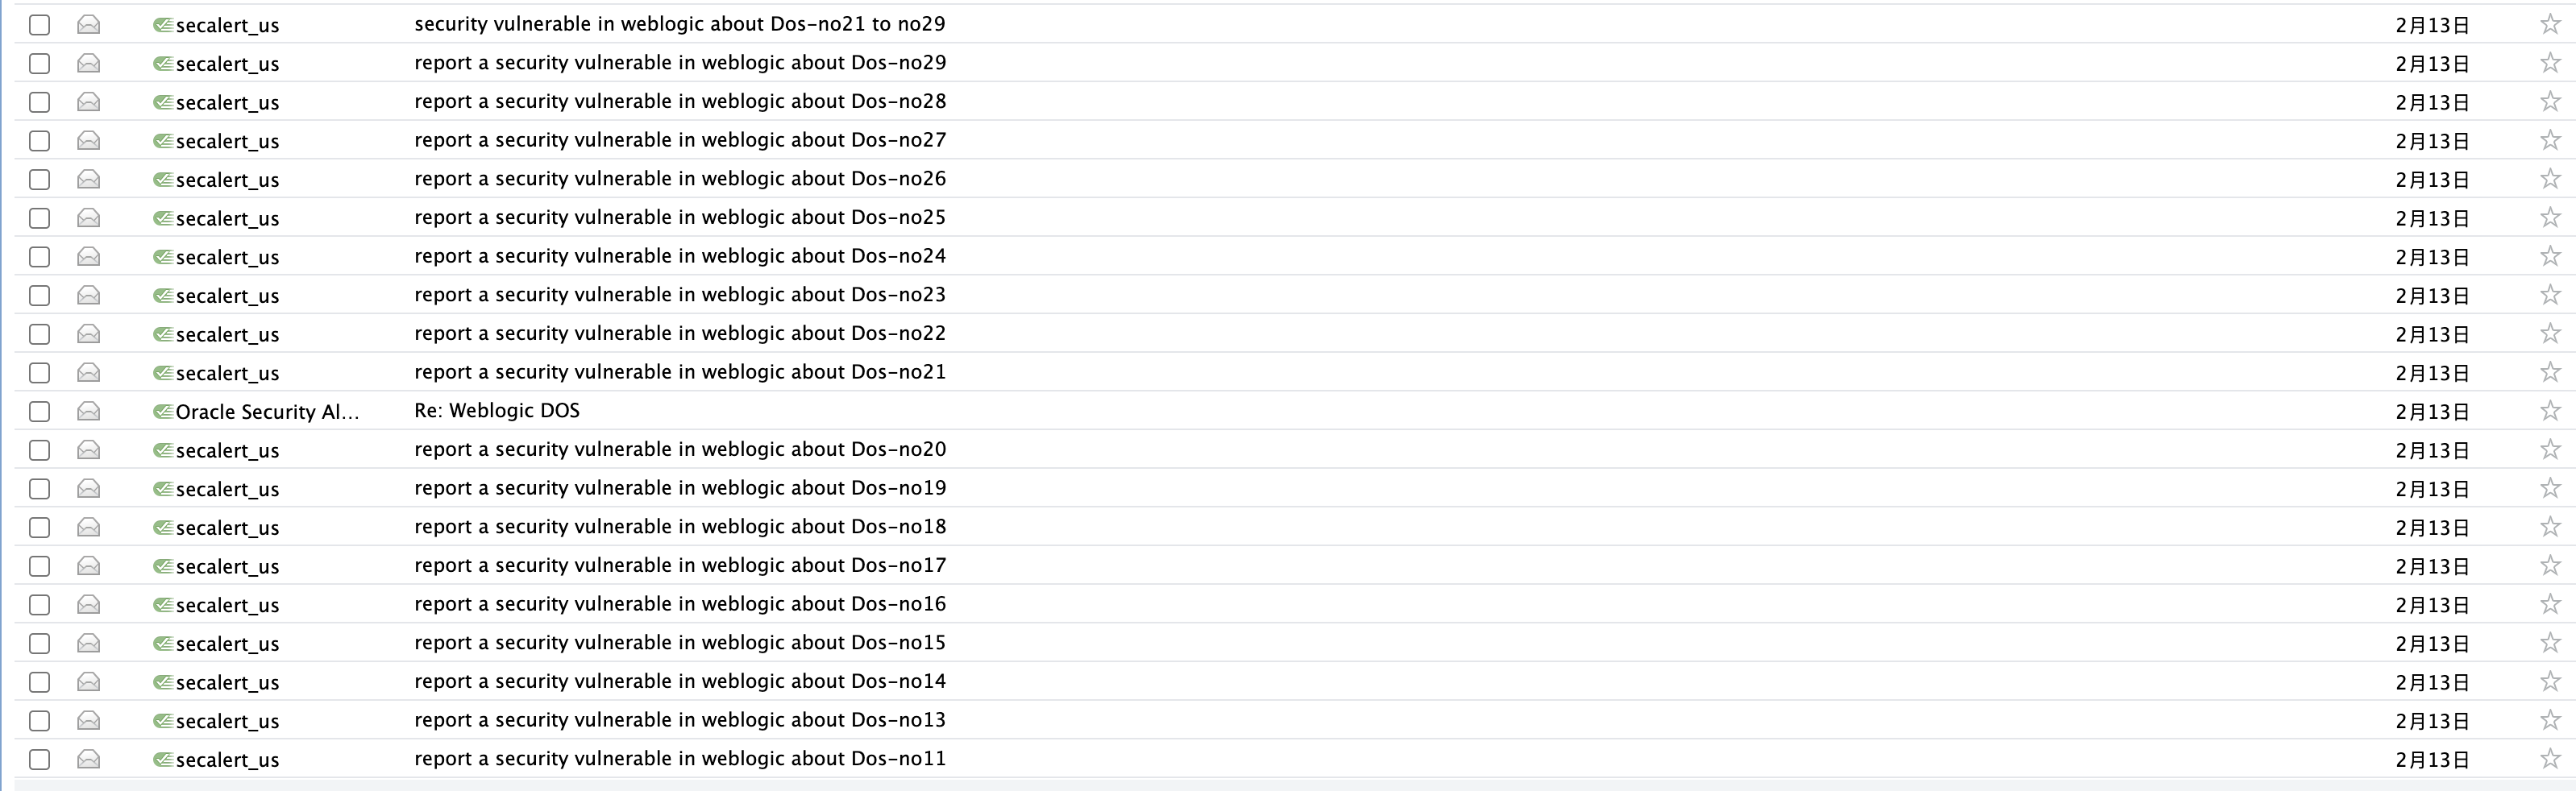 secalert_us security vulnerable in weblogic about Dos-no21 to no29 2月13日
secalert_us report a security vulnerable in weblogic about Dos-no29 2月13日
secalert_us report a security vulnerable in weblogic about Dos-no28 2月13日
secalert_us report a security vulnerable in weblogic about Dos-no27 2月13日
secalert_us report a security vulnerable in weblogic about Dos-no26 2月13日
secalert_us report a security vulnerable in weblogic about Dos-no25 2月13日
secalert_us report a security vulnerable in weblogic about Dos-no24 2月13日
secalert_us report a security vulnerable in weblogic about Dos-no23 2月13日
secalert_us report a security vulnerable in weblogic about Dos-no22 2月13日
secalert_us report a security vulnerable in weblogic about Dos-no21 2月13日
Oracle Security Al... Re: Weblogic DOS 2月13日
secalert_us report a security vulnerable in weblogic about Dos-no20 2月13日
secalert_us report a security vulnerable in weblogic about Dos-no19 2月13日
secalert_us report a security vulnerable in weblogic about Dos-no18 2月13日
secalert_us report a security vulnerable in weblogic about Dos-no17 2月13日
secalert_us report a security vulnerable in weblogic about Dos-no16 2月13日
secalert_us report a security vulnerable in weblogic about Dos-no15 2月13日
secalert_us report a security vulnerable in weblogic about Dos-no14 2月13日
secalert_us report a security vulnerable in weblogic about Dos-no13 2月13日
secalert_us report a security vulnerable in weblogic about Dos-no11 2月13日